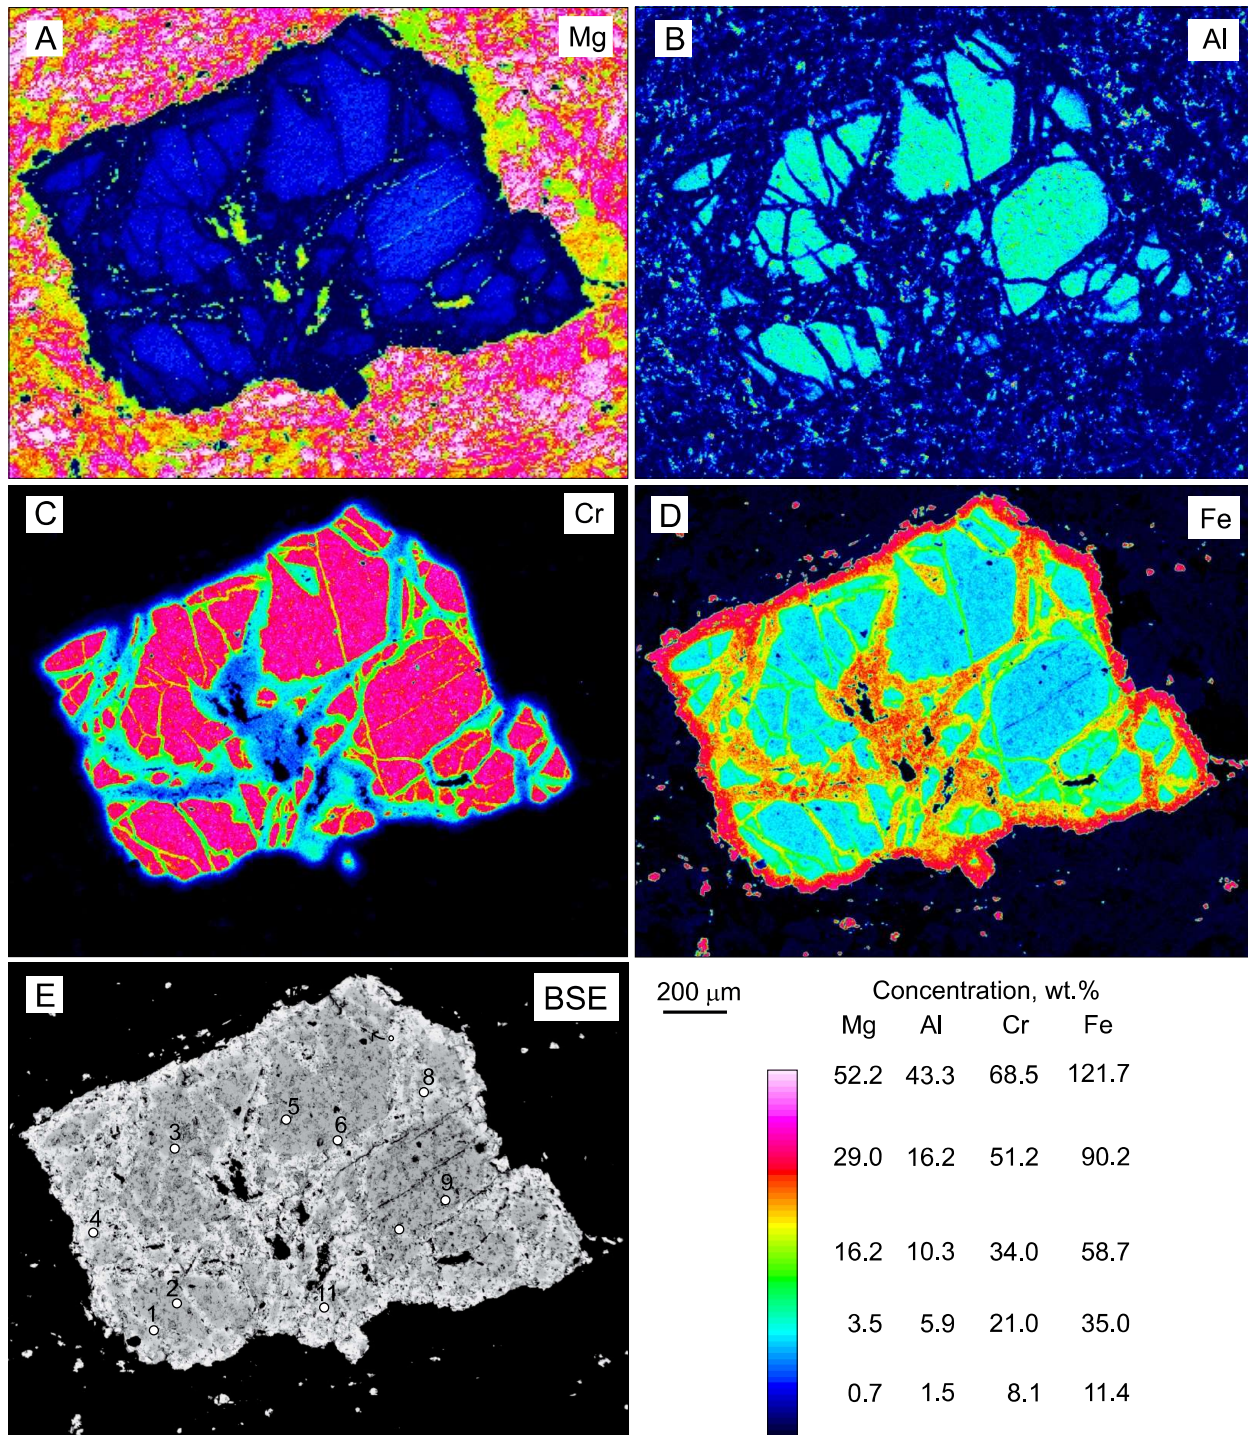 A
Mg
B
Al
C
Cr
D
Fe
E
BSE
8
5
6
3
9
4
2
11
1
200 μm
Concentration, wt.%
Mg Al Cr Fe
52.2 43.3 68.5 121.7
29.0 16.2 51.2 90.2
16.2 10.3 34.0 58.7
3.5 5.9 21.0 35.0
0.7 1.5 8.1 11.4